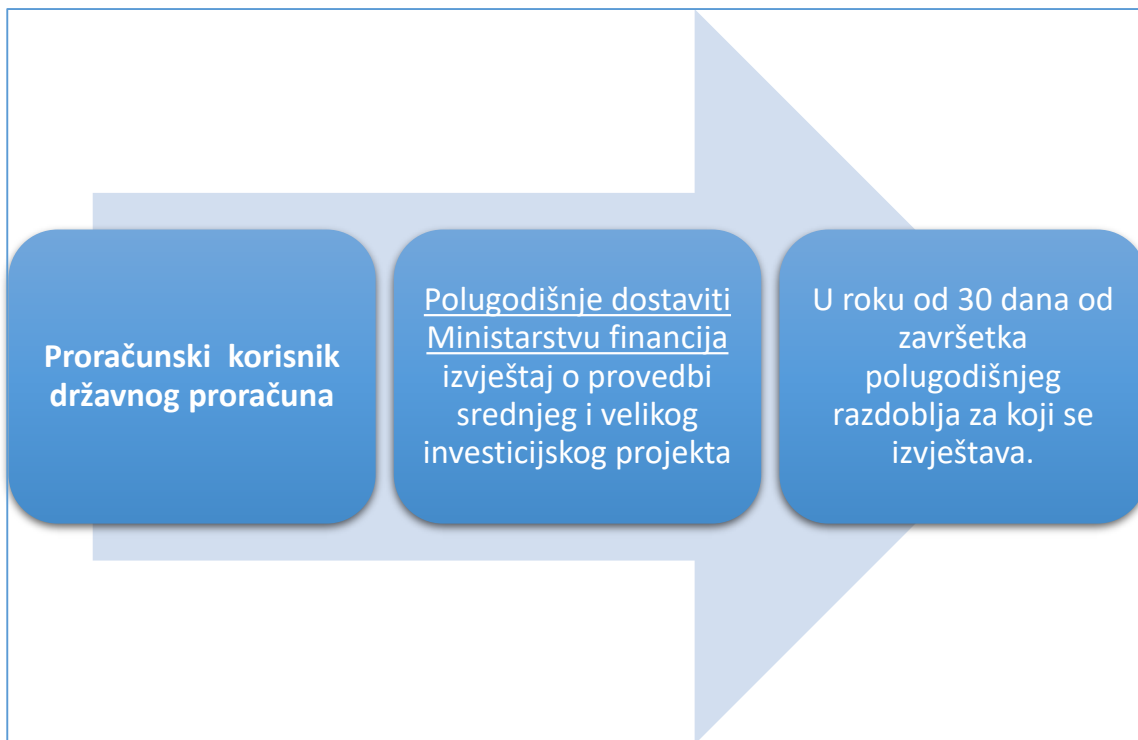 Proračunski korisnik
državnog proračuna
Polugodišnje dostaviti
Ministarstvu financija
izvještaj o provedbi
srednjeg i velikog
investicijskog projekta
U roku od 30 dana od
završetka
polugodišnjeg
razdoblja za koji se
izvještava.